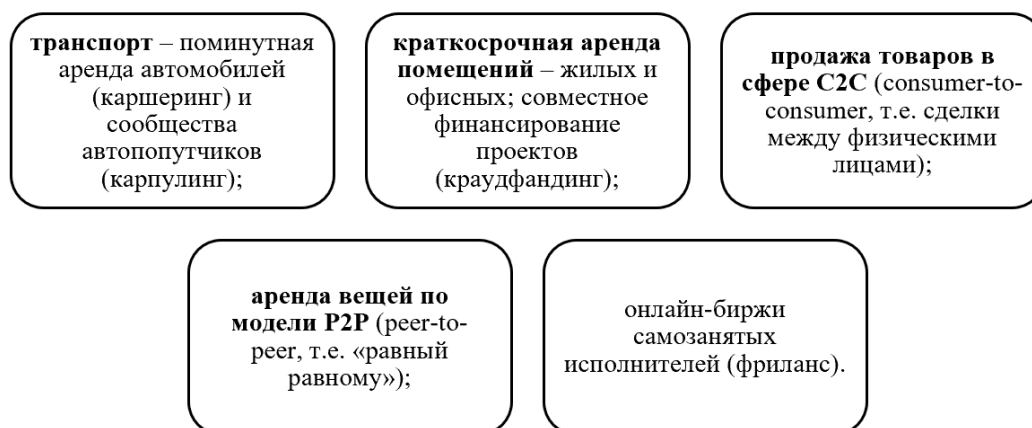 транспорт – поминутная
аренда автомобилей
(каршеринг) и
сообщества
автопопутчиков
(карпулинг);
краткосрочная аренда
помещений – жилых и
офисных; совместное
финансирование
проектов
(краудфандинг);
продажа товаров в
сфере C2C (consumer-to-
consumer, т.е. сделки
между физическими
лицами);
аренда вещей по
модели P2P (peer-to-
peer, т.е. «равный
равному»);
онлайн-биржи
самозанятых
исполнителей (фриланс).